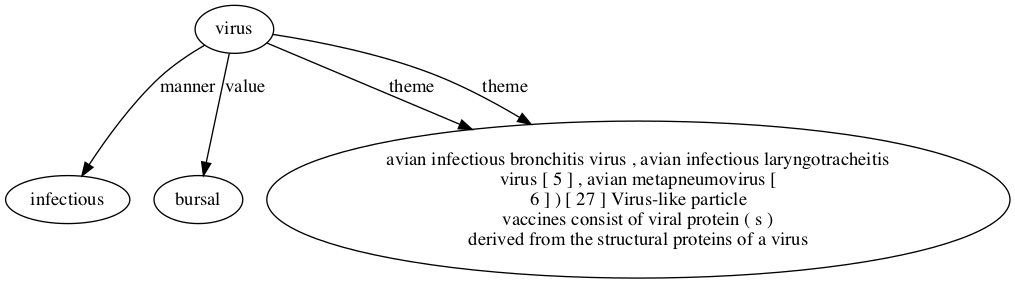 virus
manner
value
theme
theme
infectious
bursal
avian infectious bronchitis virus , avian infectious laryngotracheitis
virus [ 5 ] , avian metapneumovirus [
6 ] ) [ 27 ] Virus-like particle
vaccines consist of viral protein ( s )
derived from the structural proteins of a virus